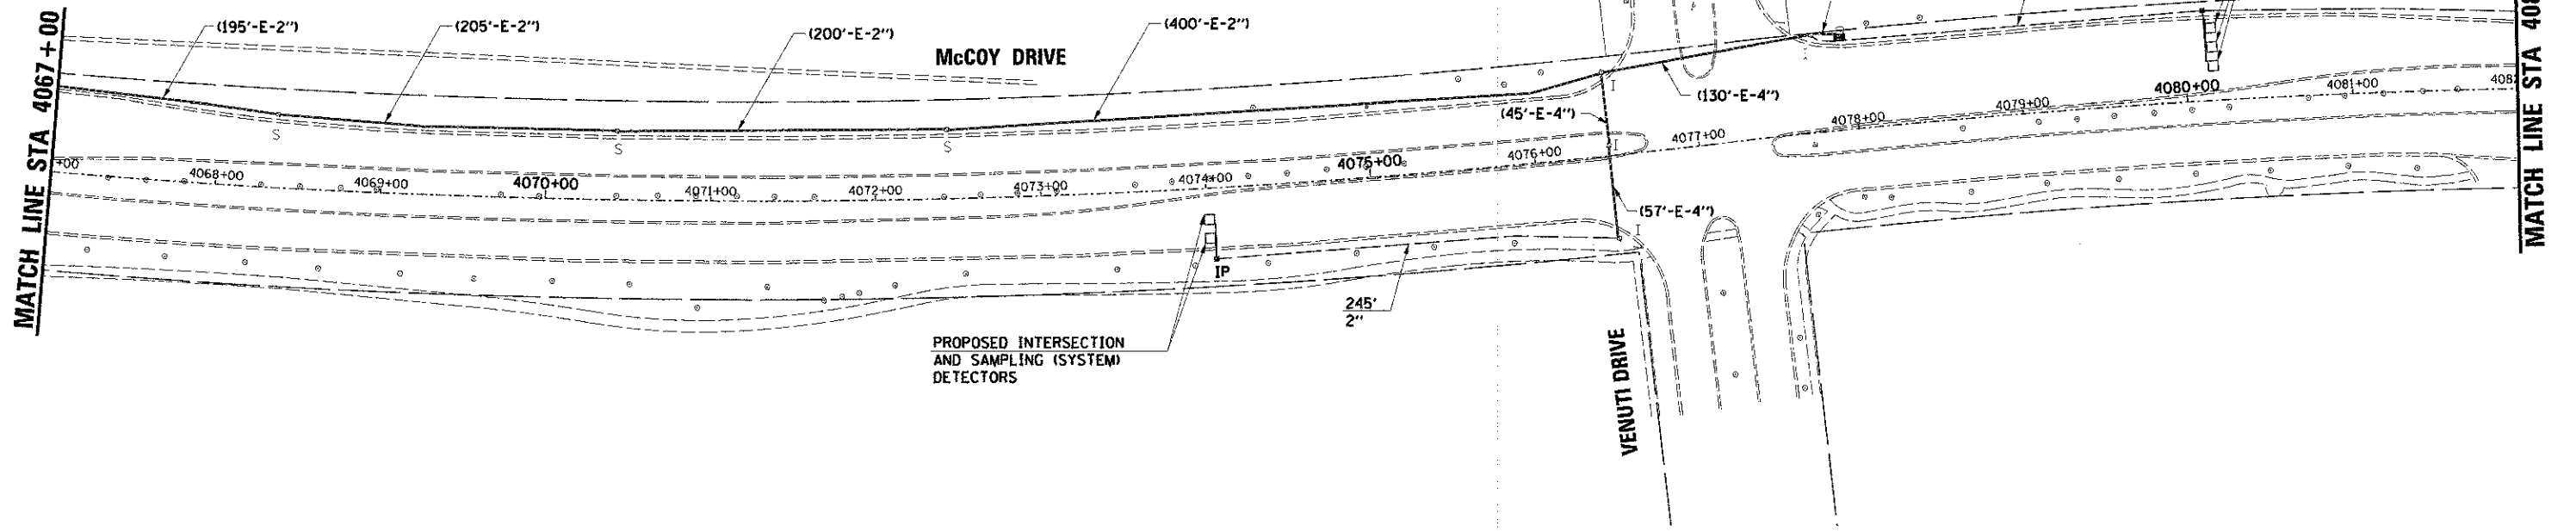 MATCH LINE STA 4067+00
(195'-E-2")
(205'-E-2")
(200'-E-2")
McCOY DRIVE
(400'-E-2")
(130'-E-4")
(45'-E-4")
(57'-E-4")
S
S
S
I
I
I
+00
4068+00
4069+00
4070+00
4071+00
4072+00
4073+00
4074+00
4075+00
4076+00
4077+00
4078+00
4079+00
4080+00
4081+00
4082
IP
245'
2"
PROPOSED INTERSECTION
AND SAMPLING (SYSTEM)
DETECTORS
VENUTI DRIVE
MATCH LINE STA 408